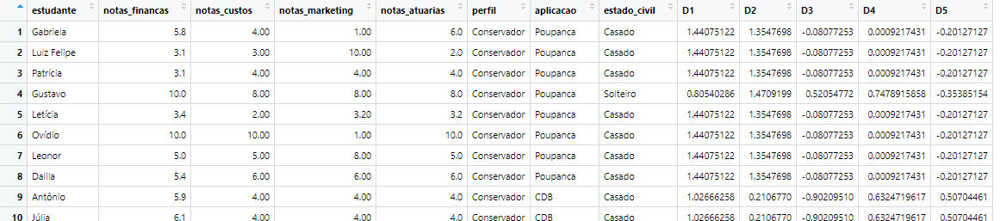 estudante notas_financas notas_custos notas_marketing notas_atuarias perfil aplicacao estado_civil D1 D2 D3 D4 D5
1 Gabriela 5.8 4.00 1.00 6.0 Conservador Poupanca Casado 1.44075122 1.3547698 -0.08077253 0.0009217431 -0.20127127
2 Luiz Felipe 3.1 3.00 10.00 2.0 Conservador Poupanca Casado 1.44075122 1.3547698 -0.08077253 0.0009217431 -0.20127127
3 Patrícia 3.1 4.00 4.00 4.0 Conservador Poupanca Casado 1.44075122 1.3547698 -0.08077253 0.0009217431 -0.20127127
4 Gustavo 10.0 8.00 8.00 8.0 Conservador Poupanca Solteiro 0.80540286 1.4709199 0.52054772 0.7478915858 -0.35385154
5 Letícia 3.4 2.00 3.20 3.2 Conservador Poupanca Casado 1.44075122 1.3547698 -0.08077253 0.0009217431 -0.20127127
6 Ovídio 10.0 10.00 1.00 10.0 Conservador Poupanca Casado 1.44075122 1.3547698 -0.08077253 0.0009217431 -0.20127127
7 Leonor 5.0 5.00 8.00 5.0 Conservador Poupanca Casado 1.44075122 1.3547698 -0.08077253 0.0009217431 -0.20127127
8 Dalila 5.4 6.00 6.00 6.0 Conservador Poupanca Casado 1.44075122 1.3547698 -0.08077253 0.0009217431 -0.20127127
9 Antônio 5.9 4.00 4.00 4.0 Conservador CDB Casado 1.02666258 0.2106770 -0.90209510 0.6324719617 0.50704461
10 Júlia 6.1 4.00 4.00 4.0 Conservador CDB Casado 1.02666258 0.2106770 -0.90209510 0.6324719617 0.50704461